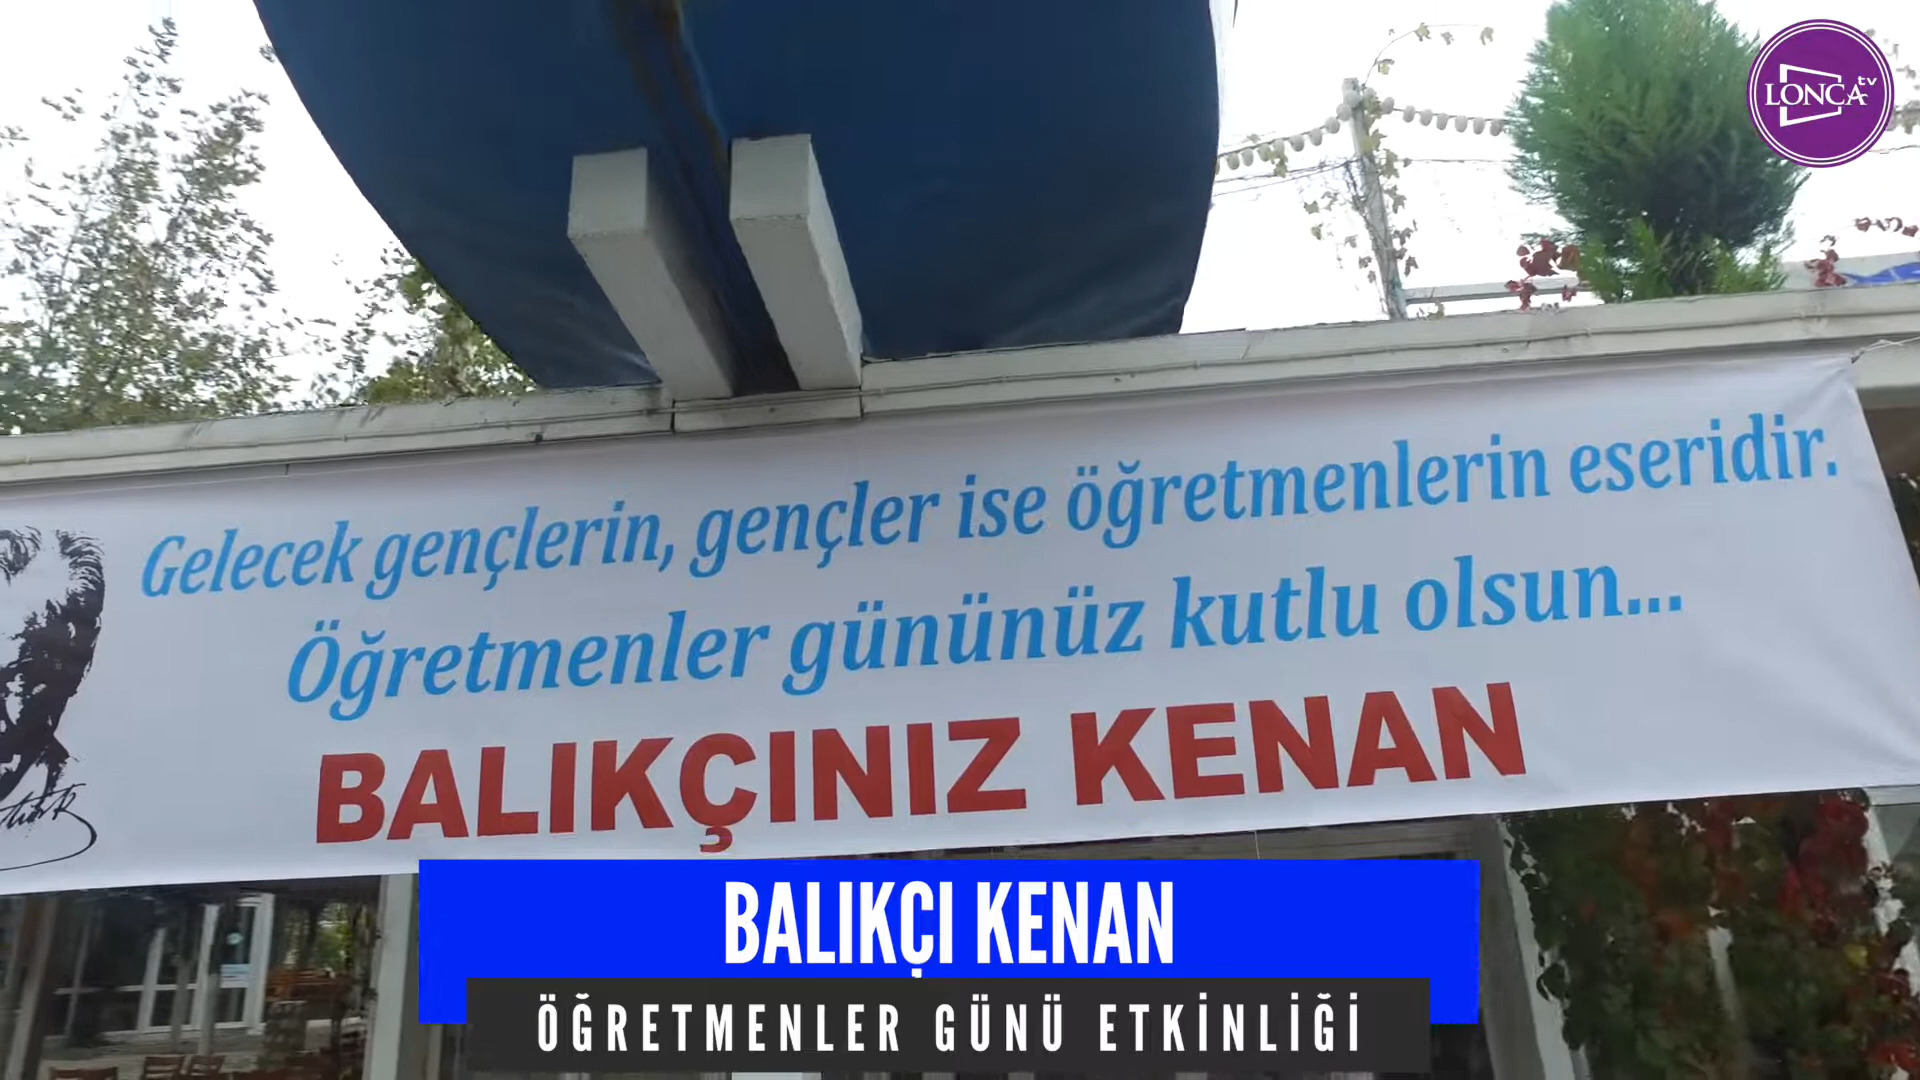 LONCA tv
Gelecek gençlerin, gençler ise öğretmenlerin eseridir.
Öğretmenler gününüz kutlu olsun...
BALIKÇINIZ KENAN
BALIKÇI KENAN
ÖĞRETMENLER GÜNÜ ETKİNLİĞİ